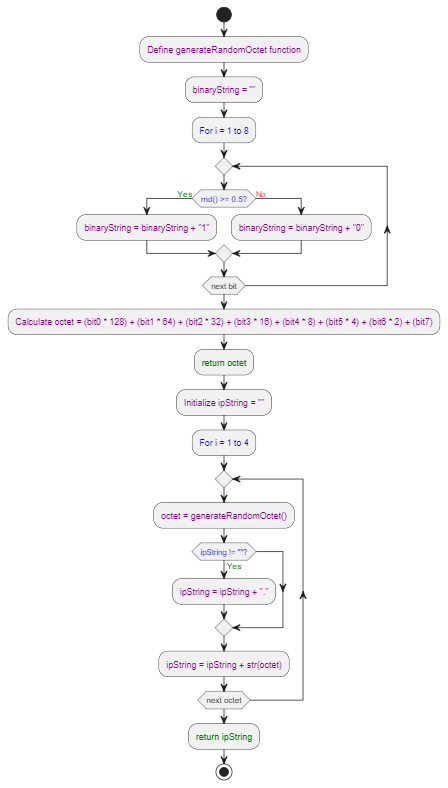 Define generateRandomOctet function
binaryString = ""
For i = 1 to 8
Yes
rnd() >= 0.5?
No
binaryString = binaryString + "1"
binaryString = binaryString + "0"
next bit
Calculate octet = (bit0 * 128) + (bit1 * 64) + (bit2 * 32) + (bit3 * 16) + (bit4 * 8) + (bit5 * 4) + (bit6 * 2) + (bit7)
return octet
Initialize ipString = ""
For i = 1 to 4
octet = generateRandomOctet()
ipString != ""?
Yes
ipString = ipString + "."
ipString = ipString + str(octet)
next octet
return ipString